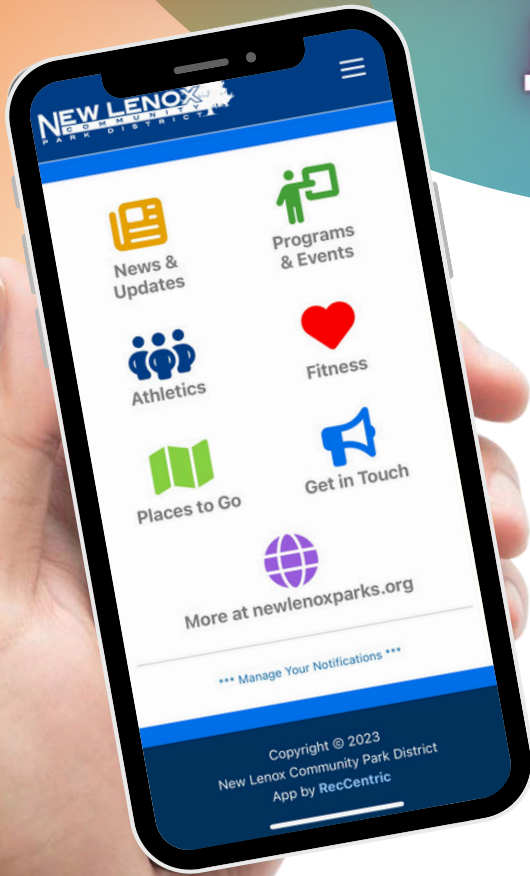 NEW LENOX
COMMUNITY
PARK DISTRICT
News &
Updates
Programs
& Events
Athletics
Fitness
Places to Go
Get in Touch
More at newlenoxparks.org
*** Manage Your Notifications ***
Copyright © 2023
New Lenox Community Park District
App by RecCentric